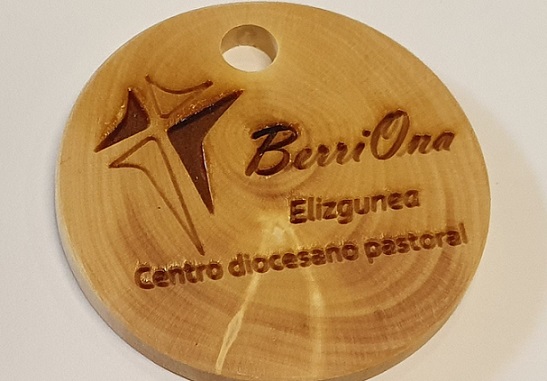 BerriOna
Elizgunea
Centro diocesano pastoral